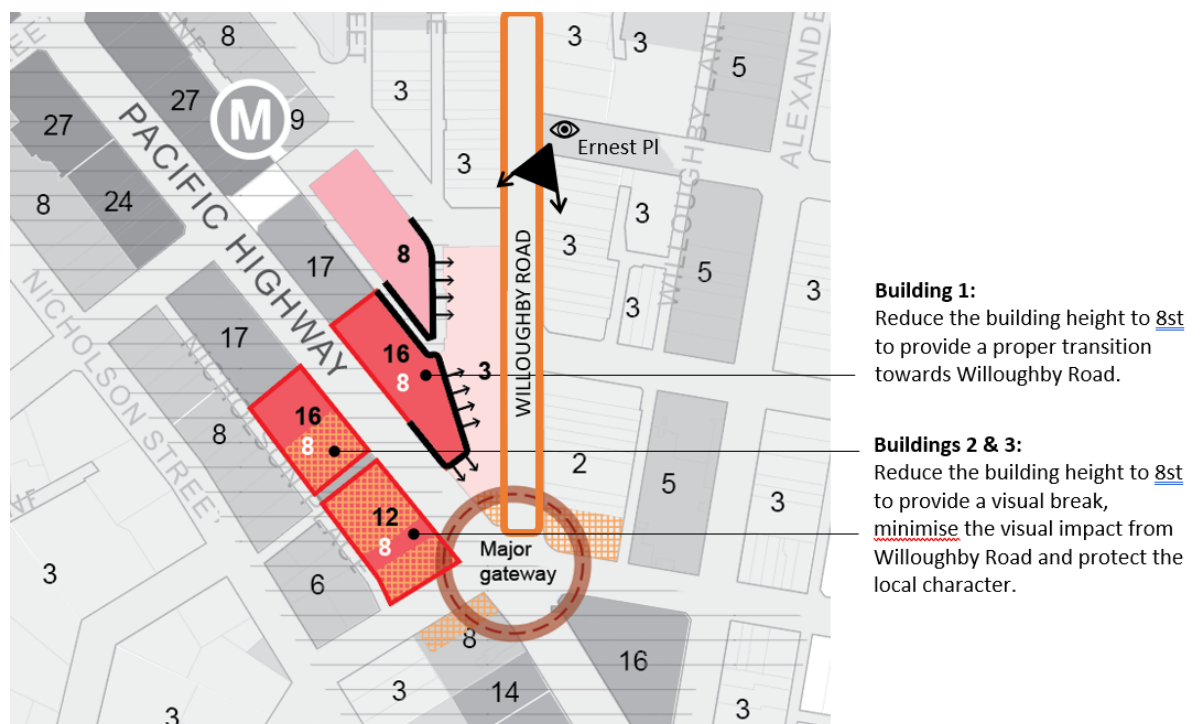 8
3
3
5
ALEXANDE
27
27
M
9
3
PACIFIC HIGHWAY
Ernest Pl
WILLOUGHBY LANE
3
8
24
3
8
3
5
3
17
WILLOUGHBY ROAD
3
3
NICHOLSON STREET
17
NICHOLSON PLACE
16
8
3
8
16
8
2
5
3
12
8
Major
gateway
3
6
8
16
3
14
3
3
Building 1:
Reduce the building height to 8st
to provide a proper transition
towards Willoughby Road.
Buildings 2 & 3:
Reduce the building height to 8st
to provide a visual break,
minimise the visual impact from
Willoughby Road and protect the
local character.